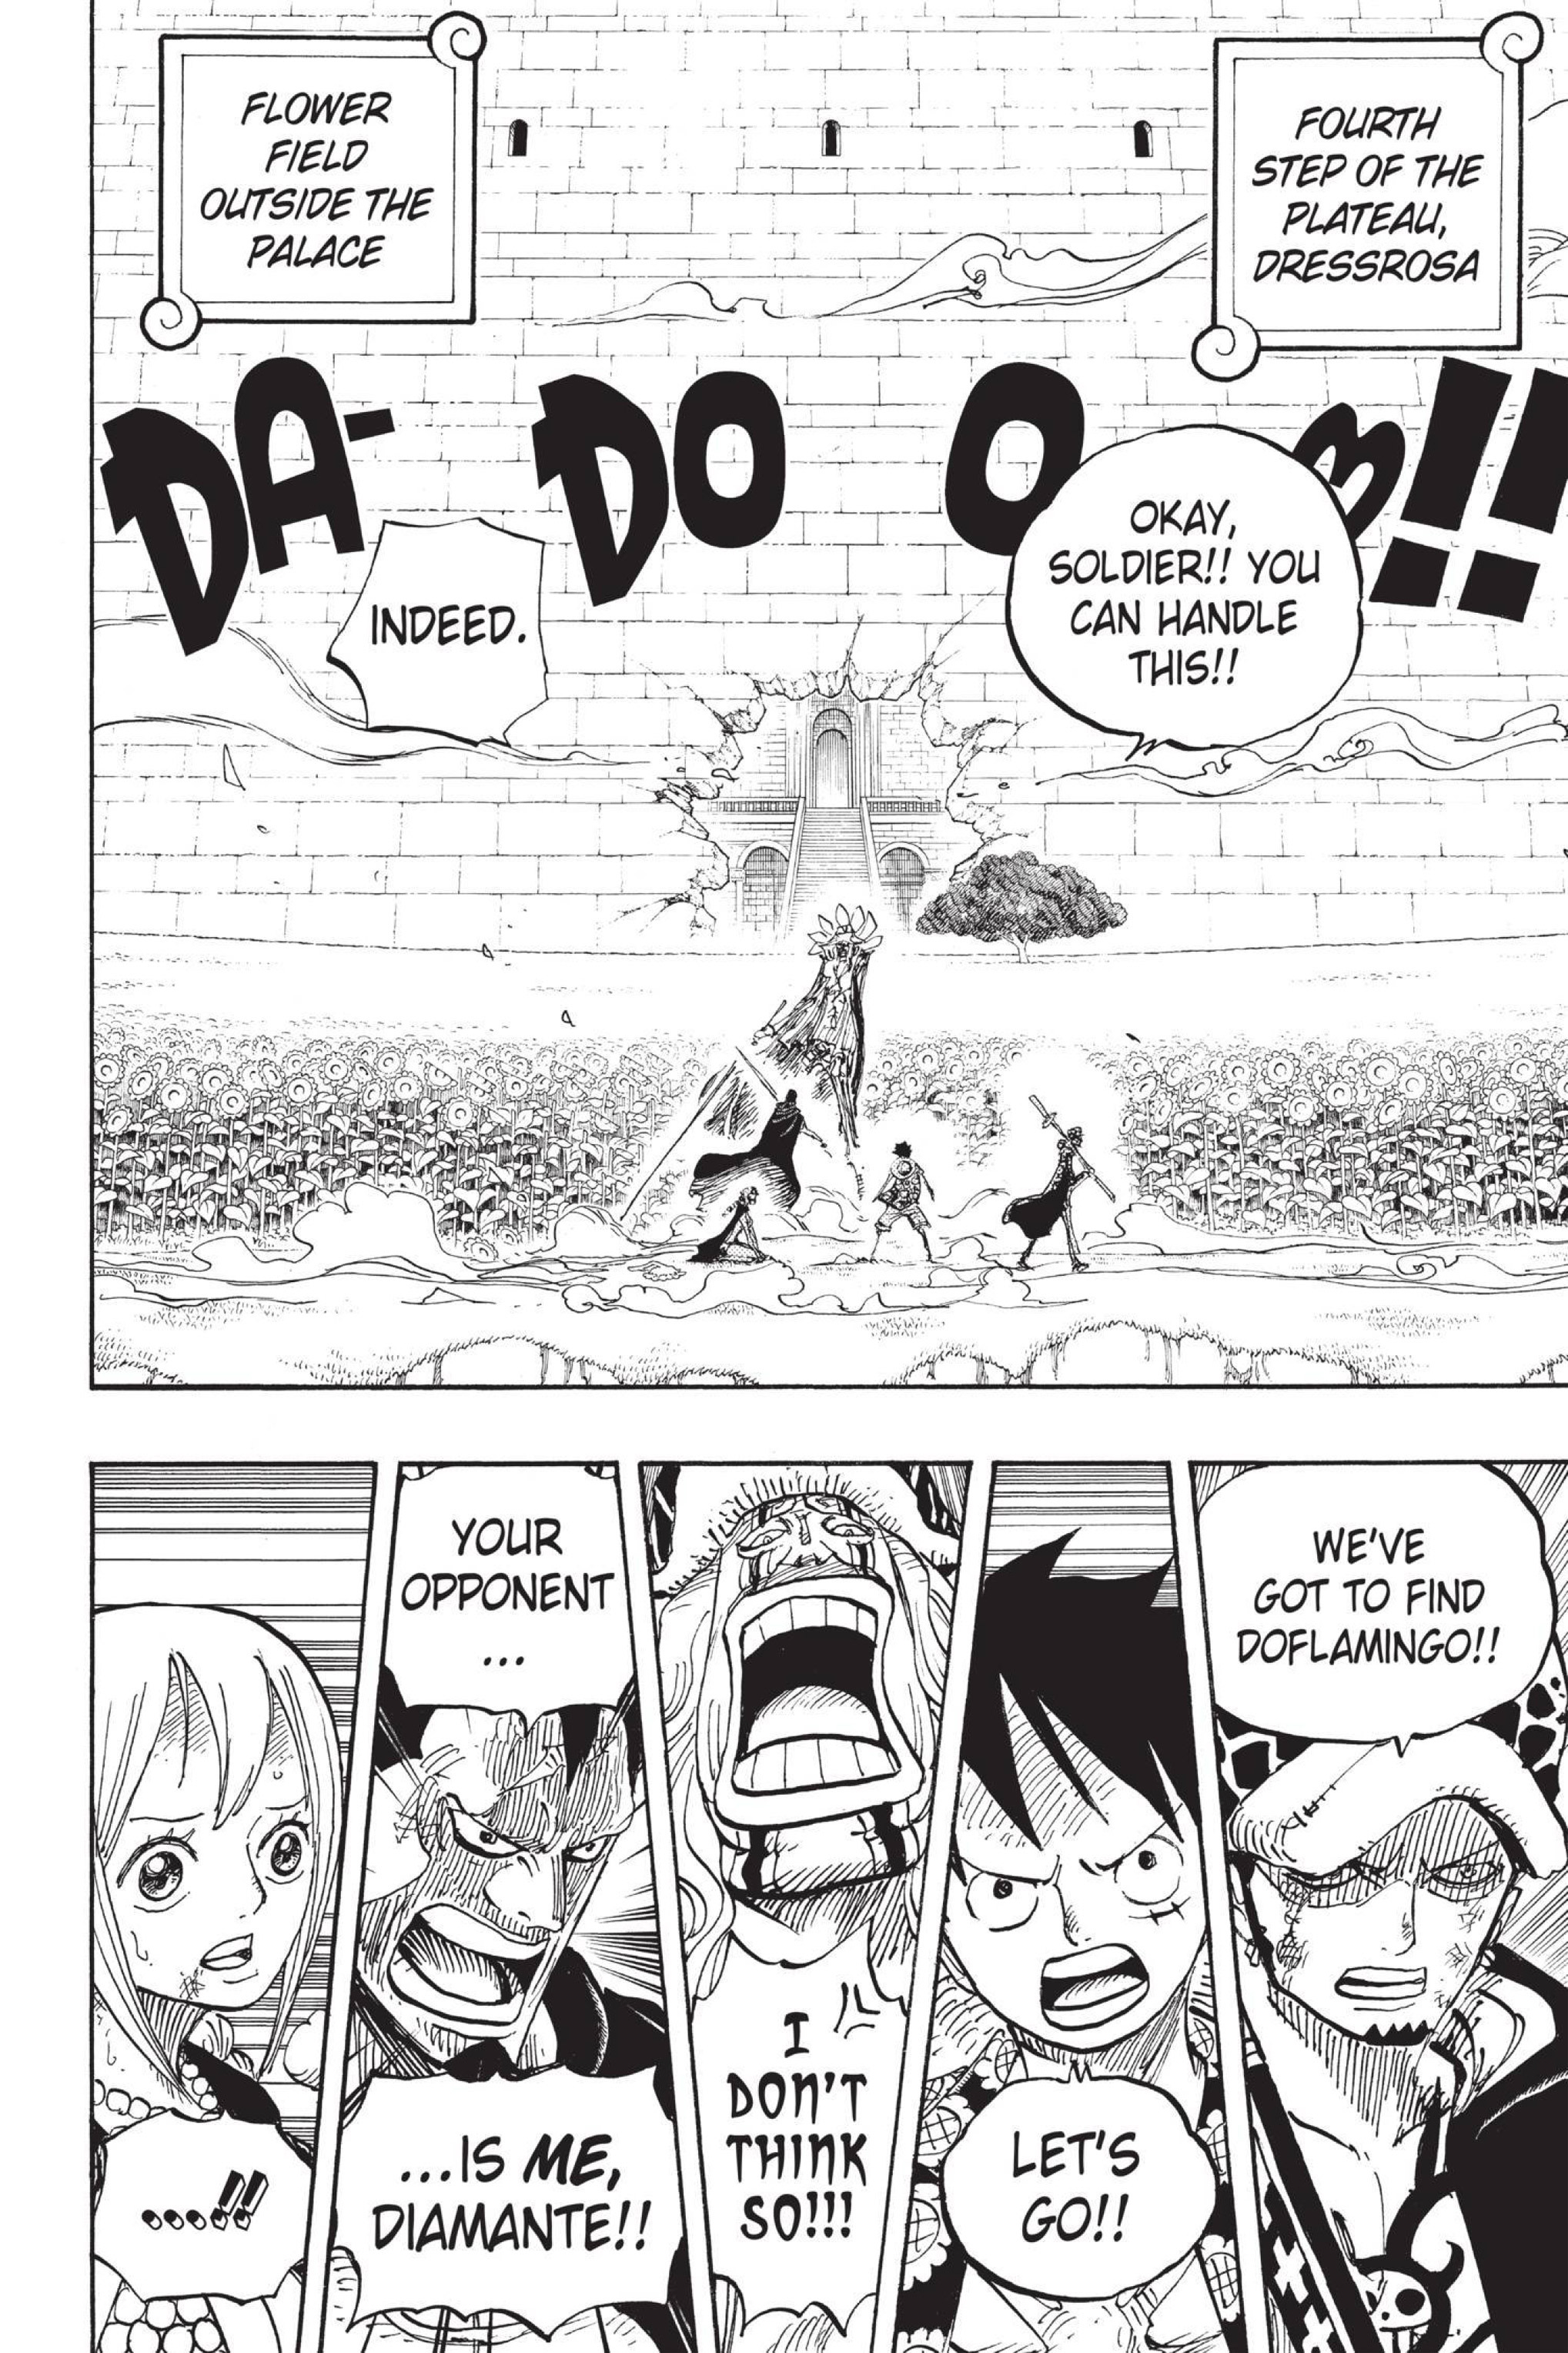 FOURTH
STEP OF THE
PLATEAU,
DRESSROSA
FLOWER
FIELD
OUTSIDE THE
PALACE
DA-DOOM!!
OKAY,
SOLDIER!! YOU
CAN HANDLE
THIS!!
INDEED.
WE'VE
GOT TO FIND
DOFLAMINGO!!
LET'S
GO!!
I
DON'T
THINK
SO!!!
YOUR
OPPONENT
...
...IS ME,
DIAMANTE!!
...!!